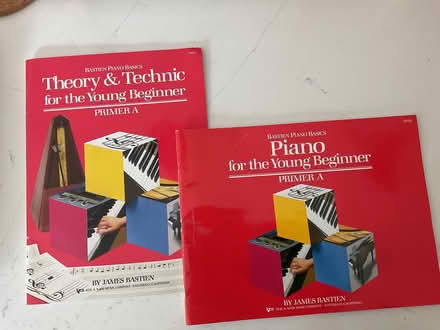 BASTIEN PIANO BASICS
Theory & Technic
for the Young Beginner
PRIMER A
BY JAMES BASTIEN
BASTIEN PIANO BASICS
Piano
for the Young Beginner
PRIMER A
BY JAMES BASTIEN